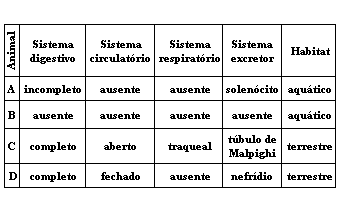 Animal
Sistema digestivo
Sistema circulatório
Sistema respiratório
Sistema excretor
Habitat
A incompleto ausente ausente solenócito aquático
B ausente ausente ausente ausente aquático
C completo aberto traqueal túbulo de Malpighi terrestre
D completo fechado ausente nefrídio terrestre